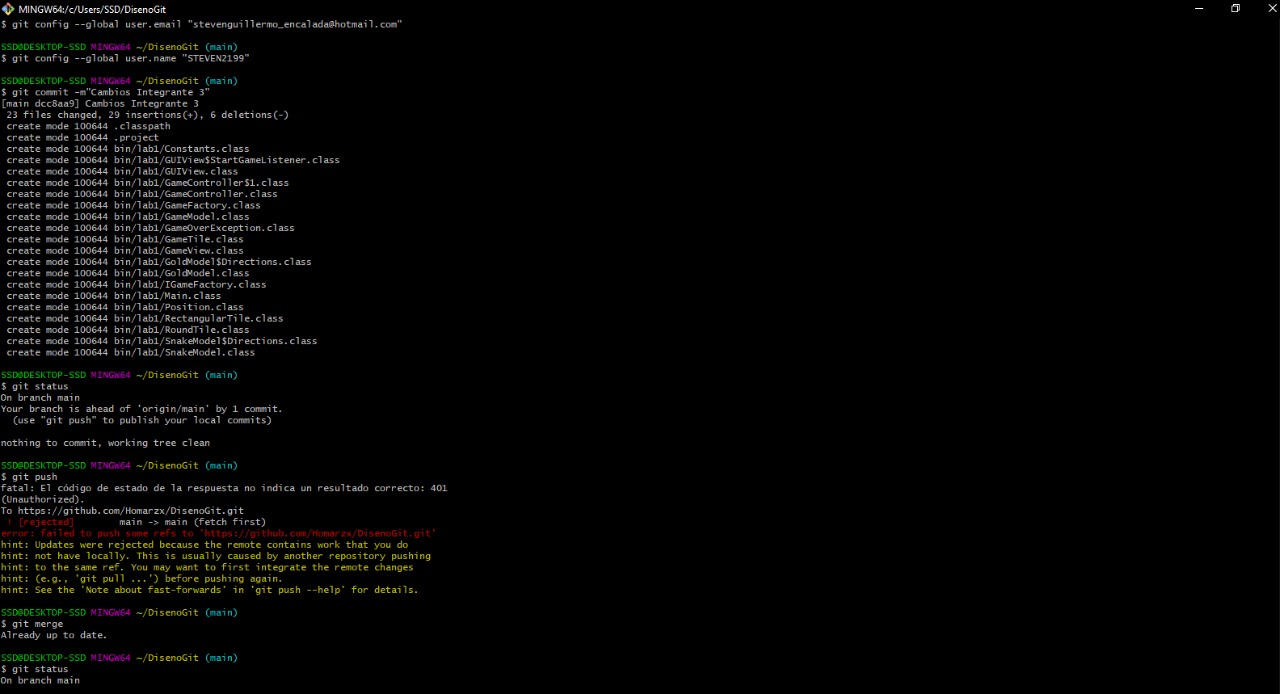 MINGW64:/c/Users/SSD/DisenoGit
$ git config --global user.email "stevenguillermo_encalada@hotmail.com"
SSD@DESKTOP-SSD MINGW64 ~/DisenoGit (main)
$ git config --global user.name "STEVEN2199"
SSD@DESKTOP-SSD MINGW64 ~/DisenoGit (main)
$ git commit -m"Cambios Integrante 3"
[main dcc8aa9] Cambios Integrante 3
 23 files changed, 29 insertions(+), 6 deletions(-)
 create mode 100644 .classpath
 create mode 100644 .project
 create mode 100644 bin/lab1/Constants.class
 create mode 100644 bin/lab1/GUIView$StartGameListener.class
 create mode 100644 bin/lab1/GUIView.class
 create mode 100644 bin/lab1/GameController$1.class
 create mode 100644 bin/lab1/GameController.class
 create mode 100644 bin/lab1/GameFactory.class
 create mode 100644 bin/lab1/GameModel.class
 create mode 100644 bin/lab1/GameOverException.class
 create mode 100644 bin/lab1/GameTile.class
 create mode 100644 bin/lab1/GameView.class
 create mode 100644 bin/lab1/GoldModel$Directions.class
 create mode 100644 bin/lab1/GoldModel.class
 create mode 100644 bin/lab1/IGameFactory.class
 create mode 100644 bin/lab1/Main.class
 create mode 100644 bin/lab1/Position.class
 create mode 100644 bin/lab1/RectangularTile.class
 create mode 100644 bin/lab1/RoundTile.class
 create mode 100644 bin/lab1/SnakeModel$Directions.class
 create mode 100644 bin/lab1/SnakeModel.class
SSD@DESKTOP-SSD MINGW64 ~/DisenoGit (main)
$ git status
On branch main
Your branch is ahead of 'origin/main' by 1 commit.
  (use "git push" to publish your local commits)
nothing to commit, working tree clean
SSD@DESKTOP-SSD MINGW64 ~/DisenoGit (main)
$ git push
fatal: El código de estado de la respuesta no indica un resultado correcto: 401
(Unauthorized).
To https://github.com/Homarzx/DisenoGit.git
 ! [rejected]        main -> main (fetch first)
error: failed to push some refs to 'https://github.com/Homarzx/DisenoGit.git'
hint: Updates were rejected because the remote contains work that you do
hint: not have locally. This is usually caused by another repository pushing
hint: to the same ref. You may want to first integrate the remote changes
hint: (e.g., 'git pull ...') before pushing again.
hint: See the 'Note about fast-forwards' in 'git push --help' for details.
SSD@DESKTOP-SSD MINGW64 ~/DisenoGit (main)
$ git merge
Already up to date.
SSD@DESKTOP-SSD MINGW64 ~/DisenoGit (main)
$ git status
On branch main